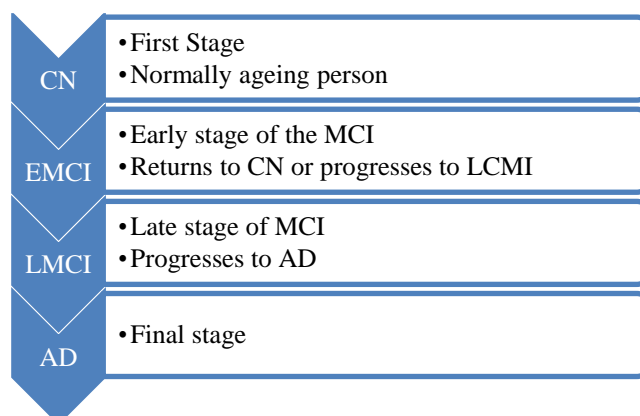 CN
•First Stage
•Normally ageing person
EMCI
•Early stage of the MCI
•Returns to CN or progresses to LCMI
LMCI
•Late stage of MCI
•Progresses to AD
AD
•Final stage